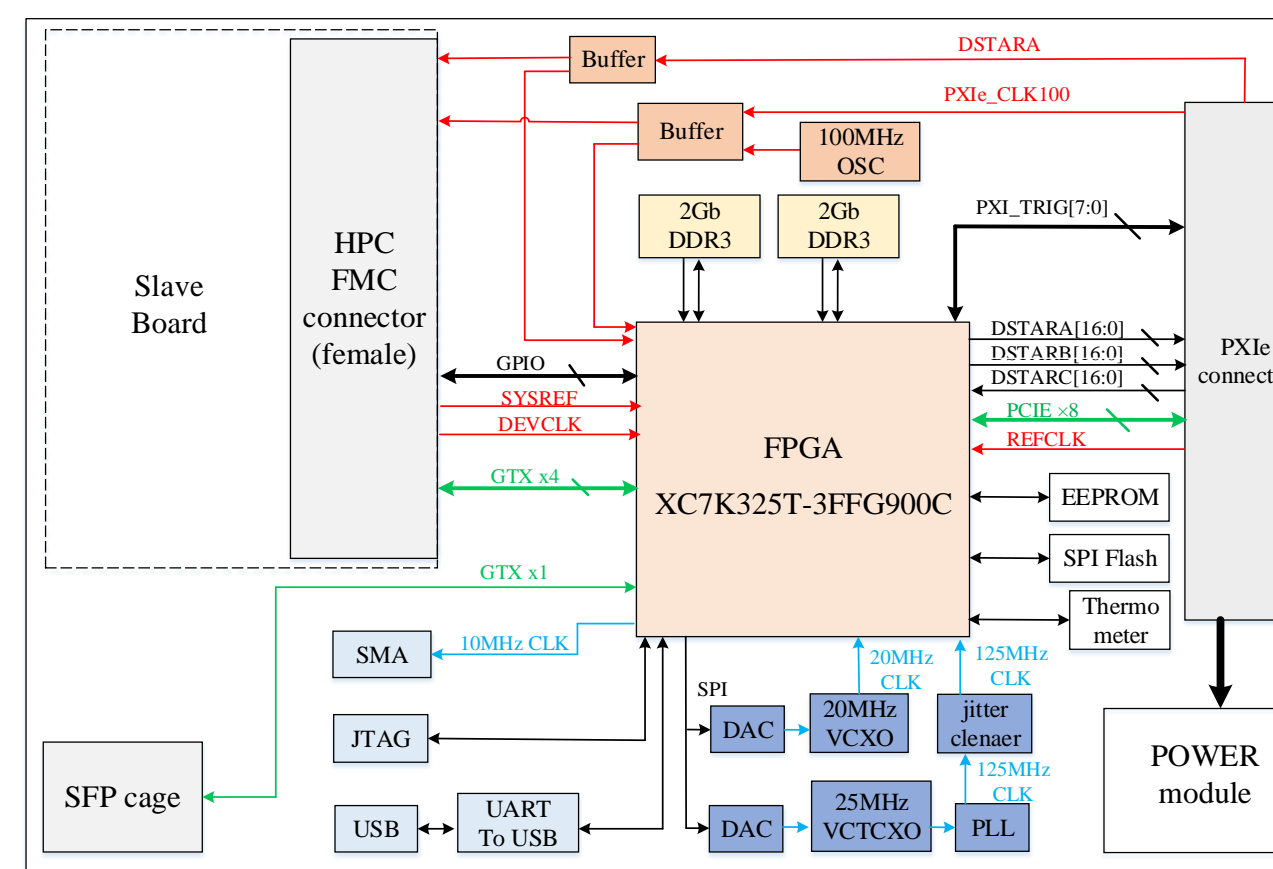 DSTARA
Buffer
PXIe_CLK100
Buffer
100MHz
OSC
2Gb
DDR3
2Gb
DDR3
PXI_TRIG[7:0]
HPC
FMC
connector
(female)
Slave
Board
GPIO
SYSREF
DEVCLK
GTX x4
FPGA
XC7K325T-3FFG900C
DSTARA[16:0]
DSTARB[16:0]
DSTARC[16:0]
PCIE ×8
REFCLK
PXIe
connect
EEPROM
SPI Flash
Thermo
meter
GTX x1
10MHz CLK
SMA
JTAG
SFP cage
USB
UART
To USB
SPI
20MHz
CLK
125MHz
CLK
DAC
20MHz
VCXO
jitter
clenaer
125MHz
CLK
DAC
25MHz
VCTCXO
PLL
POWER
module